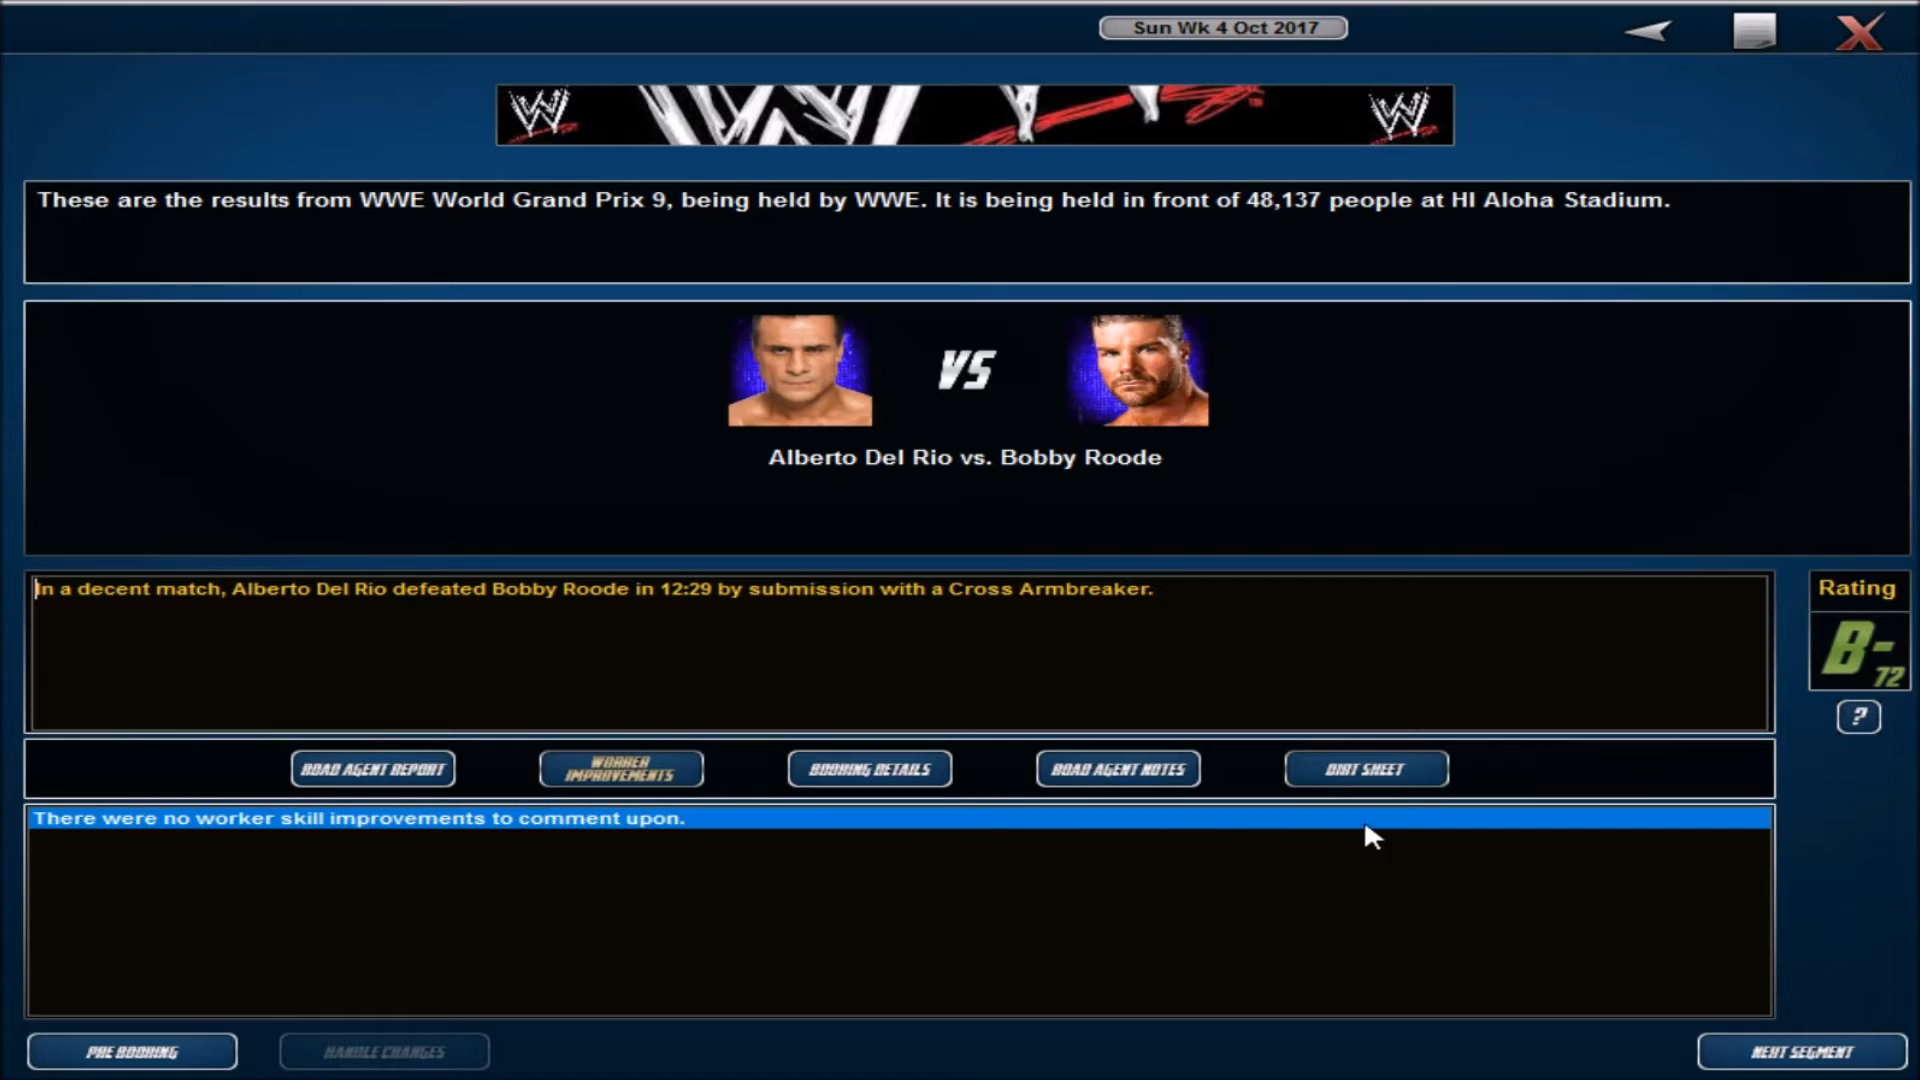 Sun Wk 4 Oct 2017
These are the results from WWE World Grand Prix 9, being held by WWE. It is being held in front of 48,137 people at HI Aloha Stadium.
VS
Alberto Del Rio vs. Bobby Roode
In a decent match, Alberto Del Rio defeated Bobby Roode in 12:29 by submission with a Cross Armbreaker.
Rating
B-
72
?
ROAD AGENT REPORT
WORKER IMPROVEMENTS
BOOKING DETAILS
ROAD AGENT NOTES
DIRT SHEET
There were no worker skill improvements to comment upon.
PRE BOOKING
HANDLE CHANGES
NEXT SEGMENT